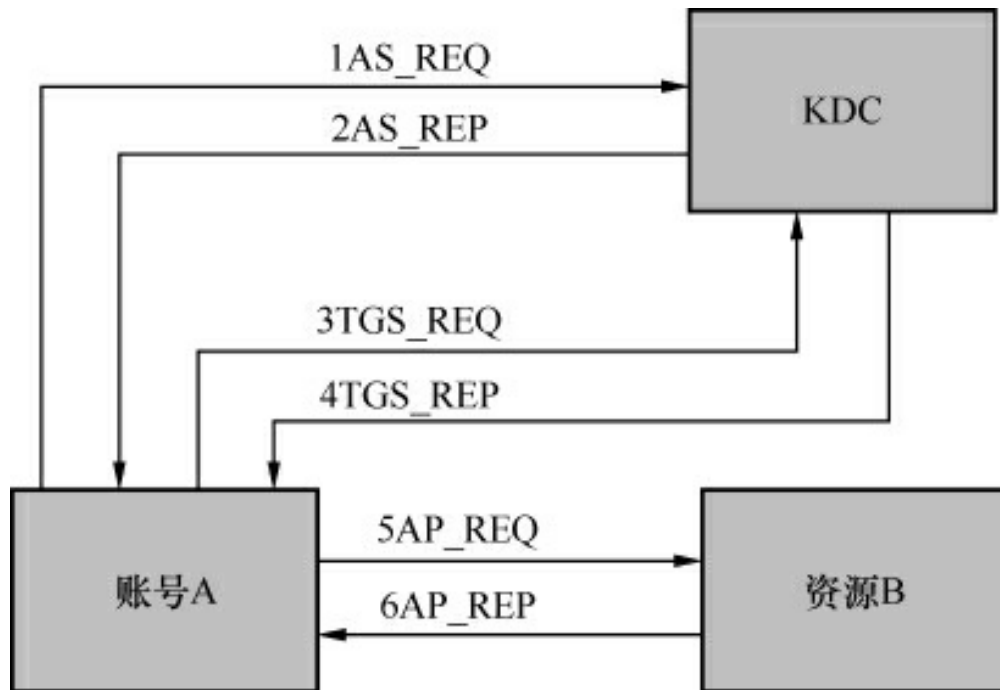 1AS_REQ
KDC
2AS_REP
3TGS_REQ
4TGS_REP
5AP_REQ
账号A
资源B
6AP_REP